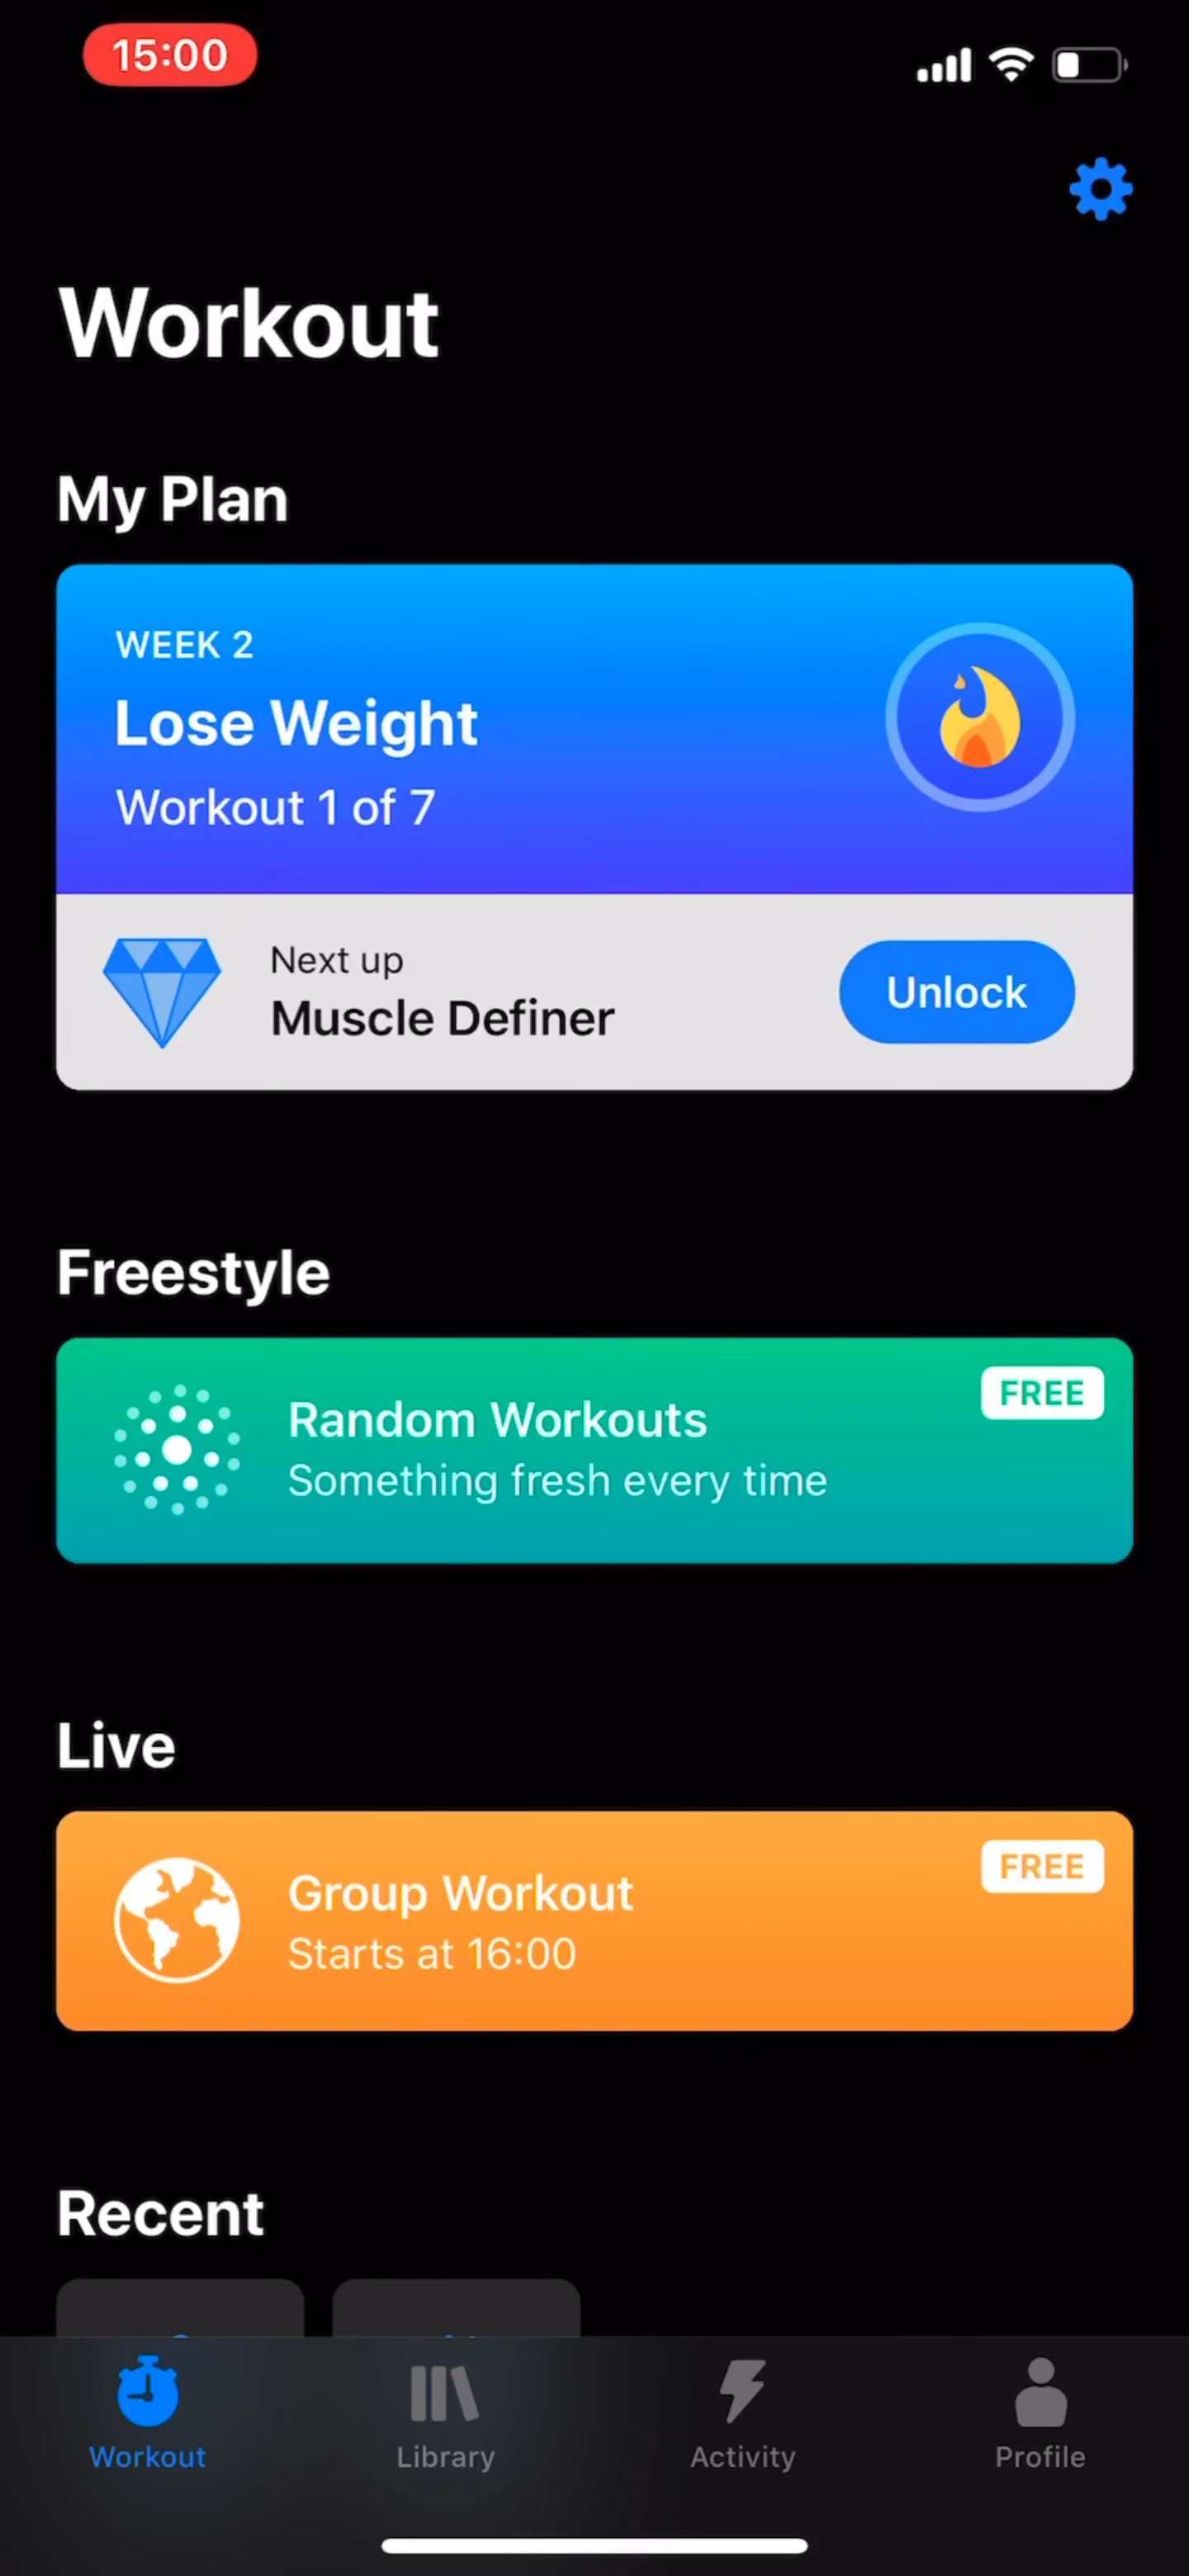 15:00
Workout
My Plan
WEEK 2
Lose Weight
Workout 1 of 7
Next up
Muscle Definer
Unlock
Freestyle
FREE
Random Workouts
Something fresh every time
Live
FREE
Group Workout
Starts at 16:00
Recent
Workout
Library
Activity
Profile